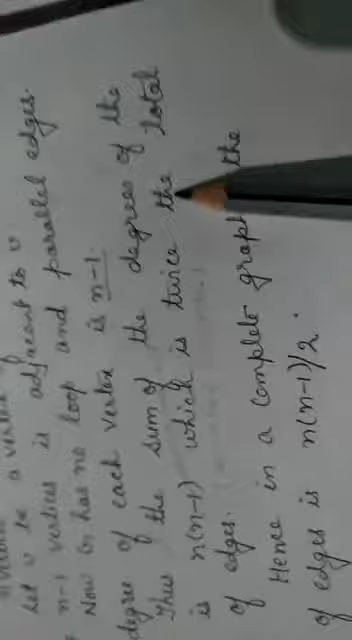 Let v be a vertex
n-1 vertices is adjacent to v
Now G has no loop and parallel edges.
degree of each vertex is n-1.
Thus the sum of the degrees of the
is n(n-1) which is twice the total
of edges.
Hence in a complete graph the
of edges is n(n-1)/2.